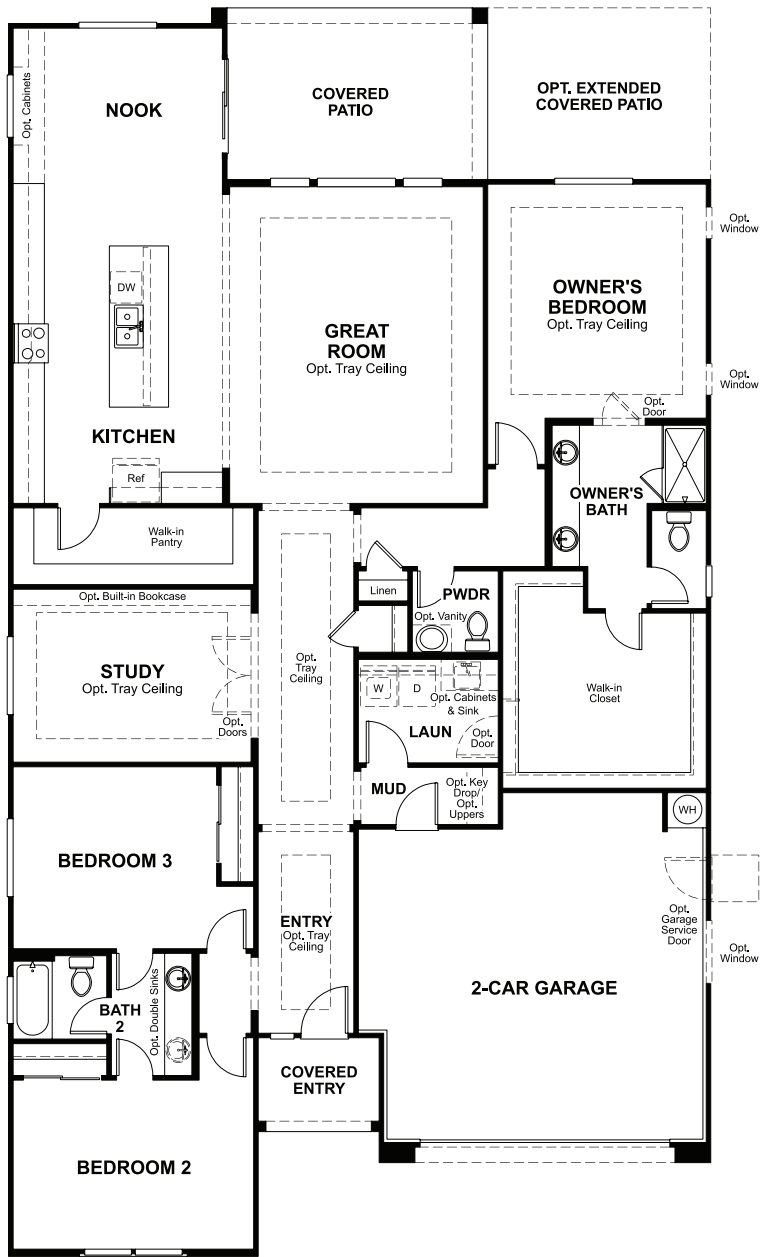 NOOK
Opt. Cabinets
COVERED
PATIO
OPT. EXTENDED
COVERED PATIO
Opt.
Window
DW
GREAT
ROOM
Opt. Tray Ceiling
OWNER'S
BEDROOM
Opt. Tray Ceiling
Opt.
Window
Opt.
Door
KITCHEN
Ref
OWNER'S
BATH
Walk-in
Pantry
Linen
PWDR
Opt. Vanity
Opt. Built-in Bookcase
STUDY
Opt. Tray Ceiling
Opt.
Doors
Opt.
Tray
Ceiling
W
D
Opt. Cabinets
& Sink
LAUN
Opt.
Door
Walk-in
Closet
MUD
Opt. Key
Drop/
Opt.
Uppers
WH
BEDROOM 3
ENTRY
Opt. Tray
Ceiling
Opt.
Garage
Service
Door
Opt.
Window
2-CAR GARAGE
BATH
2
Opt. Double Sinks
COVERED
ENTRY
BEDROOM 2